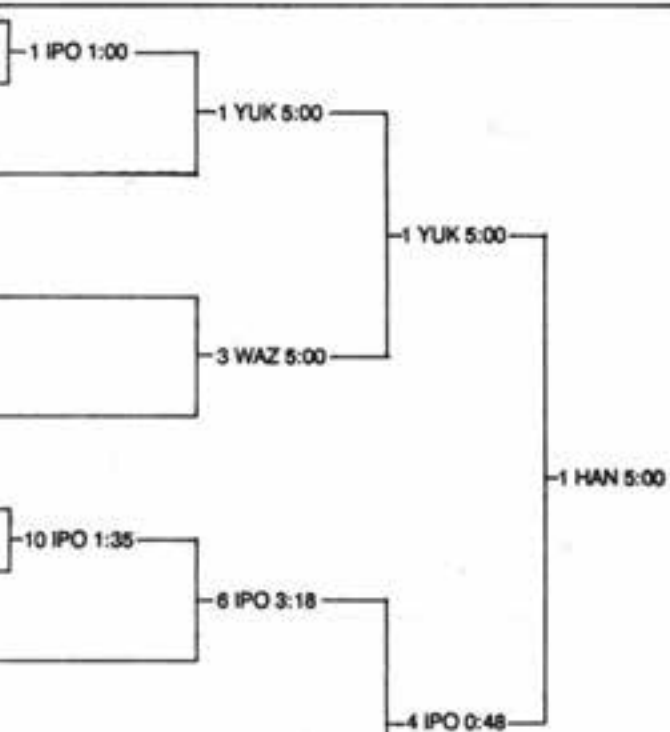 1 IPO 1:00
1 YUK 5:00
1 YUK 5:00
3 WAZ 5:00
1 HAN 5:00
10 IPO 1:35
6 IPO 3:18
4 IPO 0:48